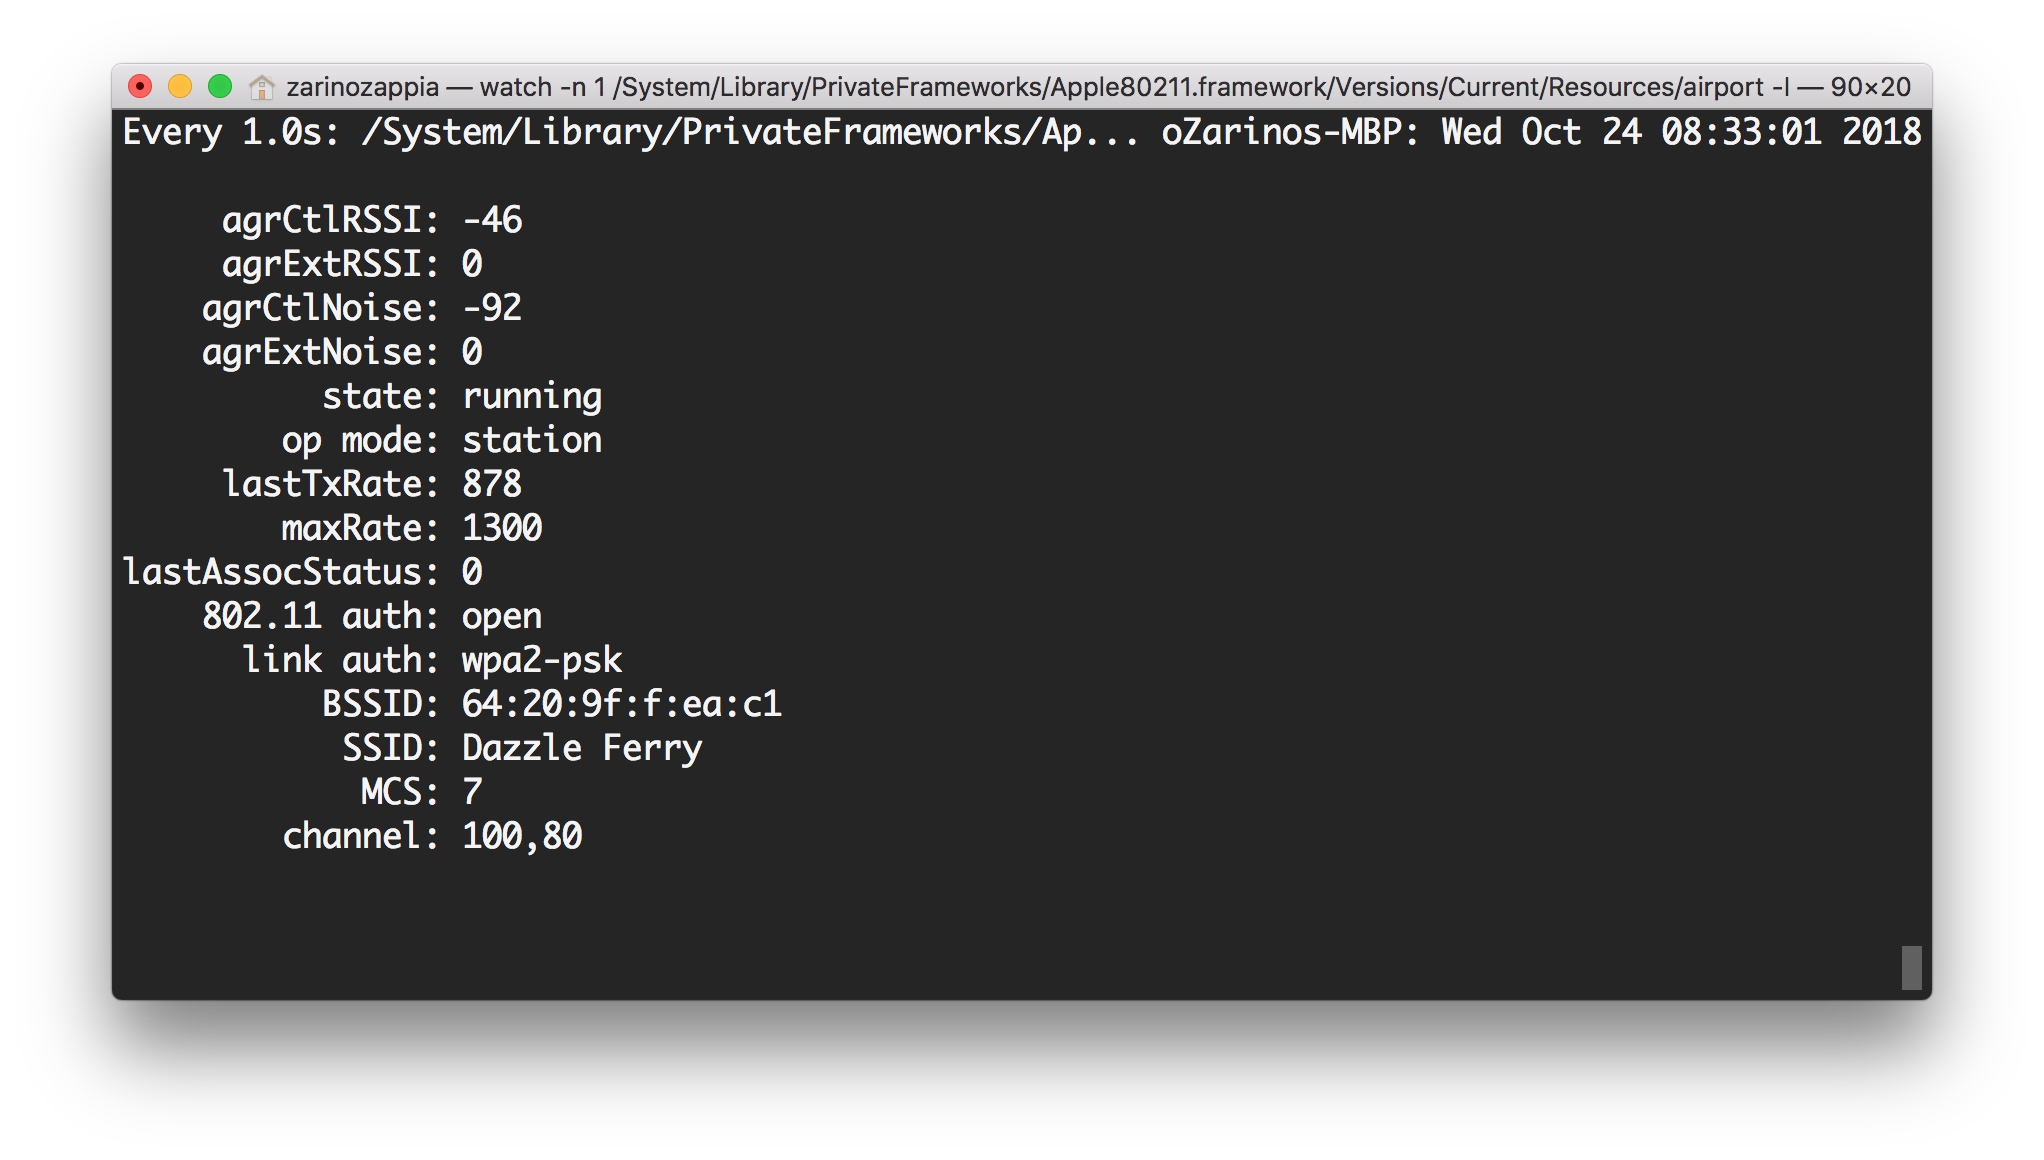 zarinozappia — watch -n 1 /System/Library/PrivateFrameworks/Apple80211.framework/Versions/Current/Resources/airport -I — 90×20
Every 1.0s: /System/Library/PrivateFrameworks/Ap... oZarinos-MBP: Wed Oct 24 08:33:01 2018
agrCtlRSSI: -46
agrExtRSSI: 0
agrCtlNoise: -92
agrExtNoise: 0
state: running
op mode: station
lastTxRate: 878
maxRate: 1300
lastAssocStatus: 0
802.11 auth: open
link auth: wpa2-psk
BSSID: 64:20:9f:f:ea:c1
SSID: Dazzle Ferry
MCS: 7
channel: 100,80